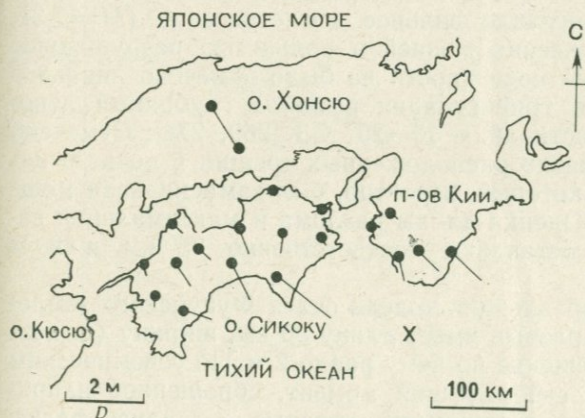 ЯПОНСКОЕ МОРЕ
С
о. Хонсю
п-ов Кии
о. Кюсю
о. Сикоку
X
ТИХИЙ ОКЕАН
2 м
D
100 км